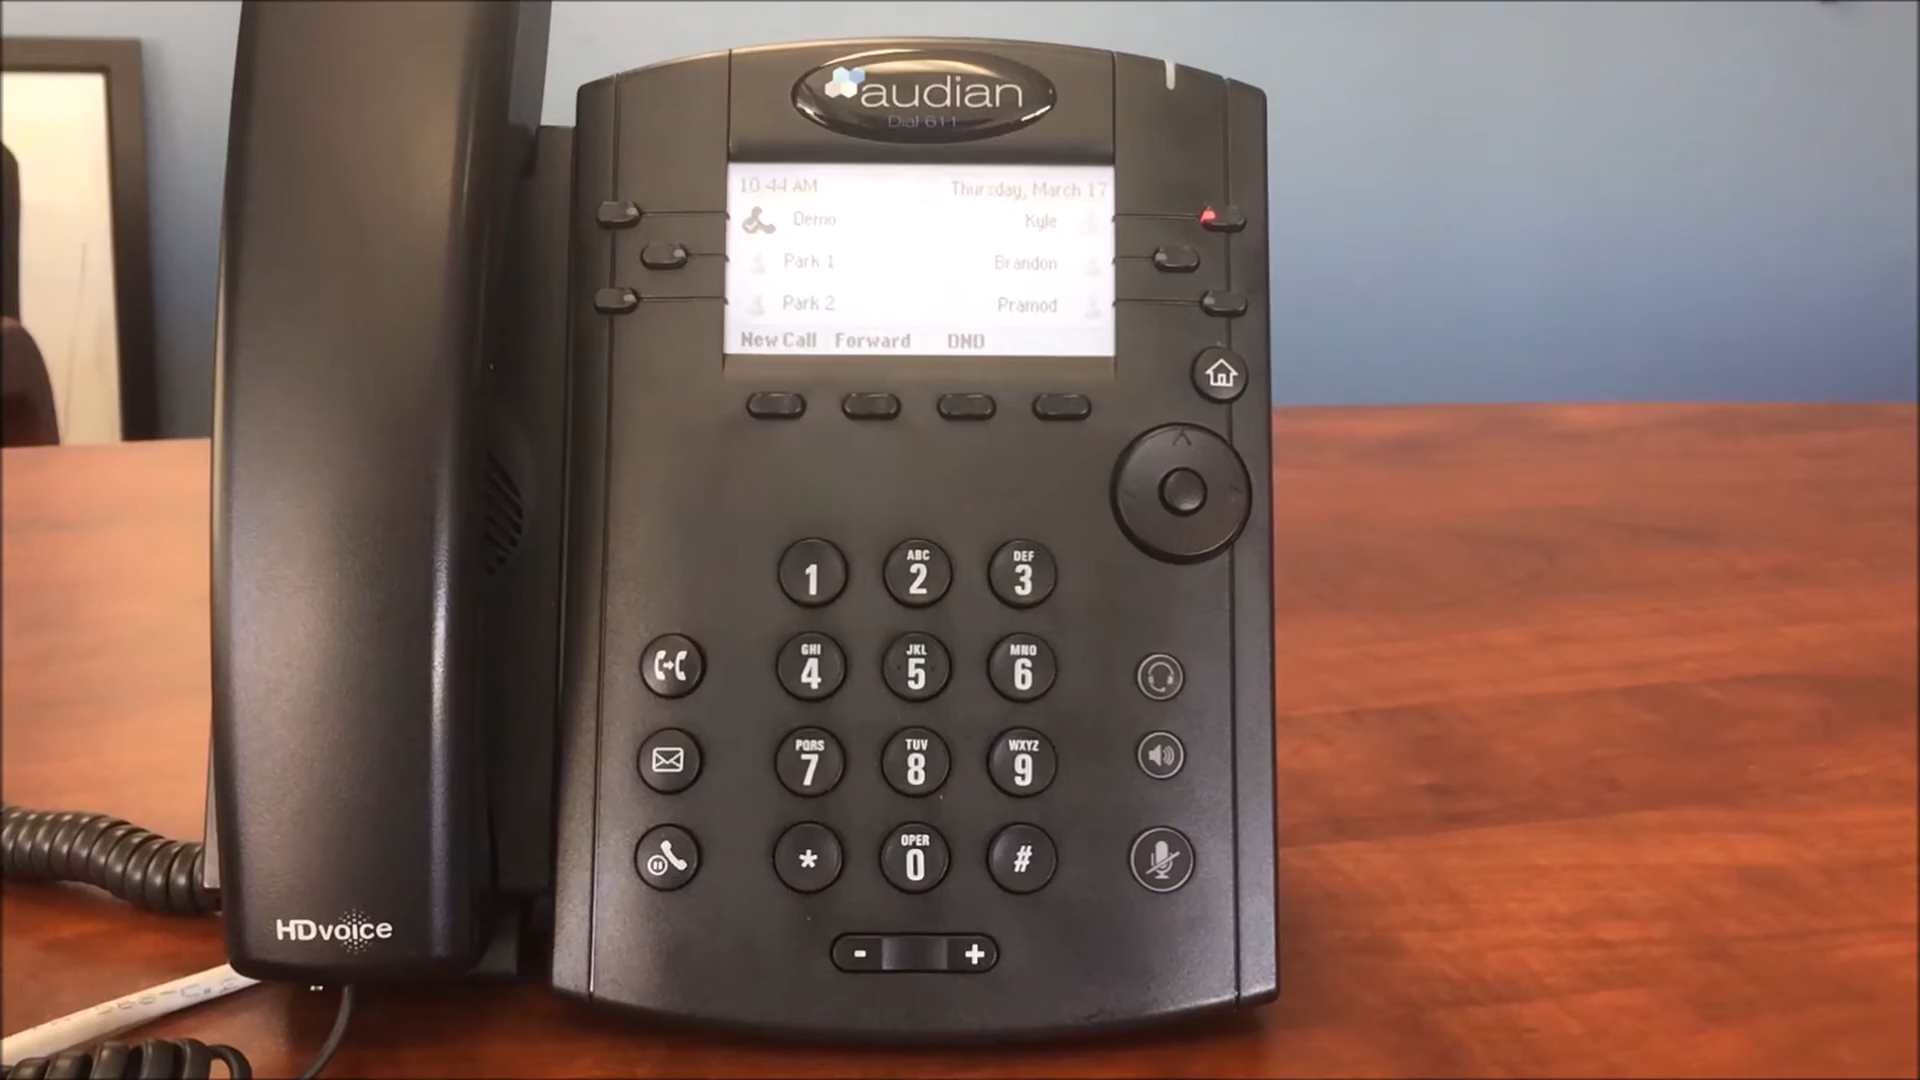 audian
Dial 611
10:44 AM Thursday, March 17
Demo Kyle
Park 1 Brandon
Park 2 Pramod
New Call Forward DND
1 ABC 2 DEF 3
GHI 4 JKL 5 MNO 6
PQRS 7 TUV 8 WXYZ 9
* OPER 0 #
HDvoice
- +